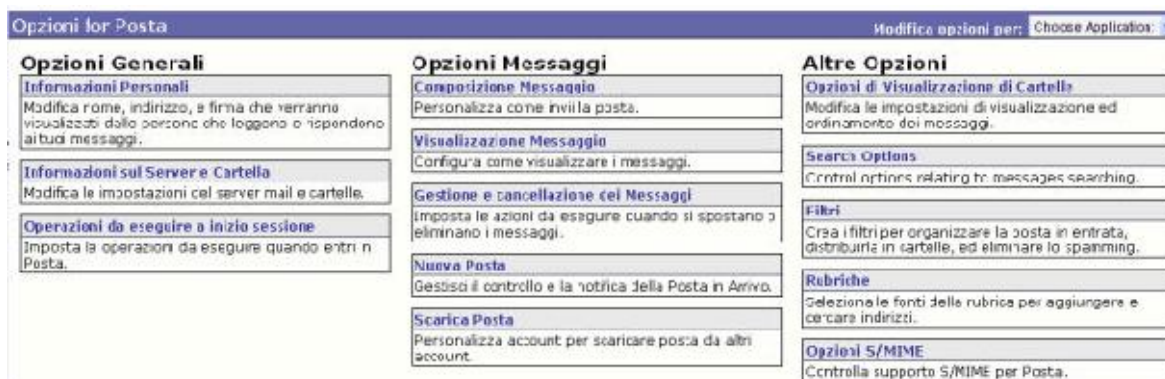 Opzioni for Posta
Modifica opzioni per: Choose Application:
Opzioni Generali
Informazioni Personali
Modifica nome, indirizzo, e firma che verranno
visualizzati dalle persone che leggono o rispondono
ai tuoi messaggi.
Informazioni sul Server e Cartella
Modifica le impostazioni del server mail e cartelle.
Operazioni da eseguire a inizio sessione
Imposta le operazioni da eseguire quando entri in
Posta.
Opzioni Messaggi
Composizione Messaggio
Personalizza come invii la posta.
Visualizzazione Messaggio
Configura come visualizzare i messaggi.
Gestione e cancellazione dei Messaggi
Imposta le azioni da eseguire quando si spostano o
eliminano i messaggi.
Nuova Posta
Gestisci il controllo e la notifica della Posta in Arrivo.
Scarica Posta
Personalizza account per scaricare posta da altri
account.
Altre Opzioni
Opzioni di Visualizzazione di Cartella
Modifica le impostazioni di visualizzazione ed
ordinamento dei messaggi.
Search Options
Control options relating to messages searching.
Filtri
Crea i filtri per organizzare la posta in entrata,
distribuirla in cartelle, ed eliminare lo spamming.
Rubriche
Seleziona le fonti della rubrica per aggiungere e
cercare indirizzi.
Opzioni S/MIME
Controlla supporto S/MIME per Posta.